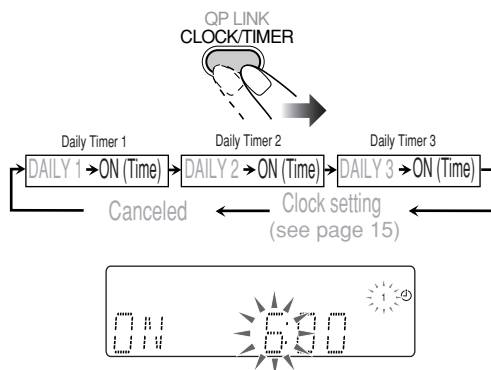 QP LINK
CLOCK/TIMER
Daily Timer 1 Daily Timer 2 Daily Timer 3
DAILY 1 ➔ ON (Time) DAILY 2 ➔ ON (Time) DAILY 3 ➔ ON (Time)
Canceled Clock setting
(see page 15)
1
ON 6:00